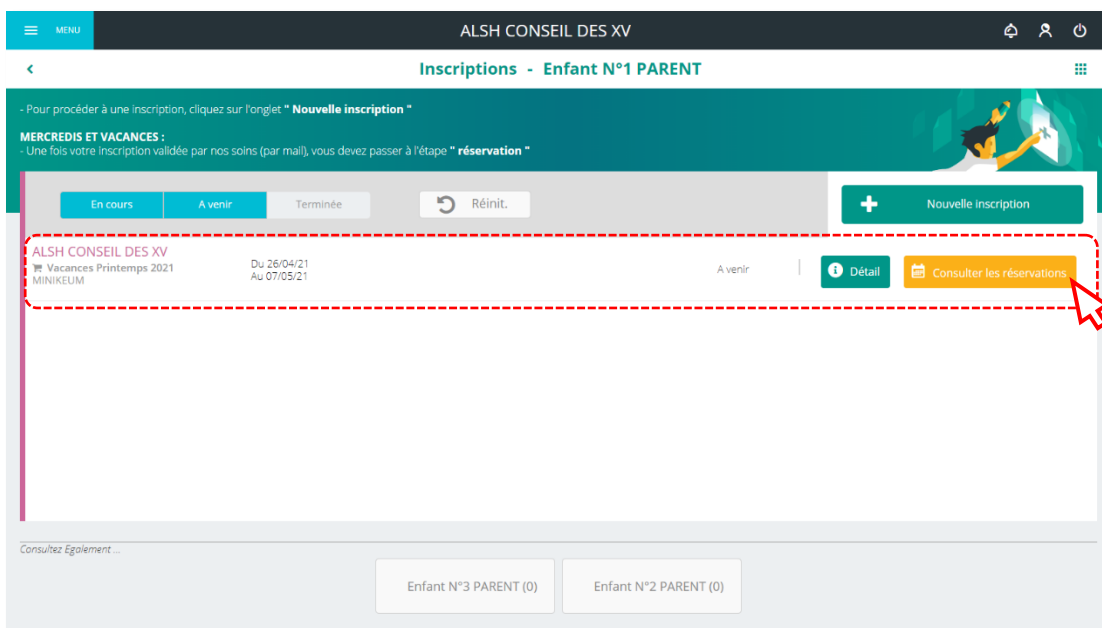 MENU
ALSH CONSEIL DES XV
Inscriptions - Enfant N°1 PARENT
- Pour procéder à une inscription, cliquez sur l'onglet " Nouvelle inscription "
MERCREDIS ET VACANCES :
- Une fois votre inscription validée par nos soins (par mail), vous devez passer à l'étape " réservation "
En cours
A venir
Terminée
Réinit.
Nouvelle inscription
ALSH CONSEIL DES XV
Vacances Printemps 2021
MINIKEUM
Du 26/04/21
Au 07/05/21
A venir
Détail
Consulter les réservations
Consultez Egalement ...
Enfant N°3 PARENT (0)
Enfant N°2 PARENT (0)